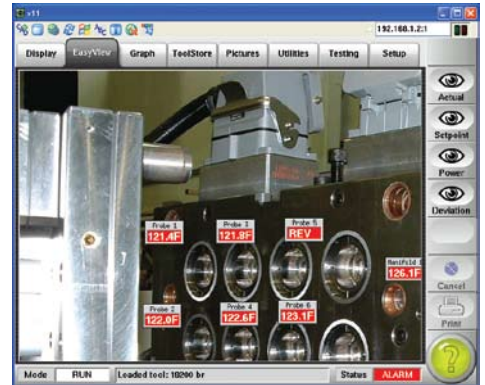 v11
192.168.1.2:1
Display EasyView Graph ToolStore Pictures Utilities Testing Setup
Actual
Setpoint
Power
Deviation
Cancel
Print
Probe 1
121.4F
Probe 3
121.8F
Probe 5
REV
Manifold
126.1F
Probe 2
122.0F
Probe 4
122.6F
Probe 6
123.1F
Mode RUN Loaded tool: 10200 br Status ALARM